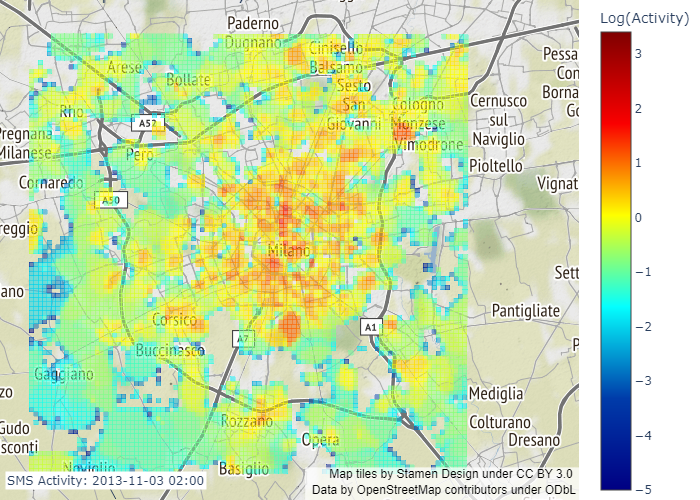 Log(Activity)
3
2
1
0
−1
−2
−3
−4
−5
Paderno
Dugnano
Cinisello
Balsamo
Arese
Bollate
Sesto
San
Giovanni
Cologno
Monzese
Vimodrone
Pessa
Con
Borna
Go
Cernusco
sul
Naviglio
Rho
A52
Pregnana
Milanese
Pero
Pioltello
Cornaredo
Vignat
A50
reggio
Milano
Sett
ano
Pantigliate
Corsico
A7
A1
P
Buccinasco
Gaggiano
zo
Mediglia
Rozzano
Colturano
Gudo
sconti
Opera
Dresano
Noviglio
Basiglio
SMS Activity: 2013-11-03 02:00
Map tiles by Stamen Design under CC BY 3.0
Data by OpenStreetMap contributors under ODbL